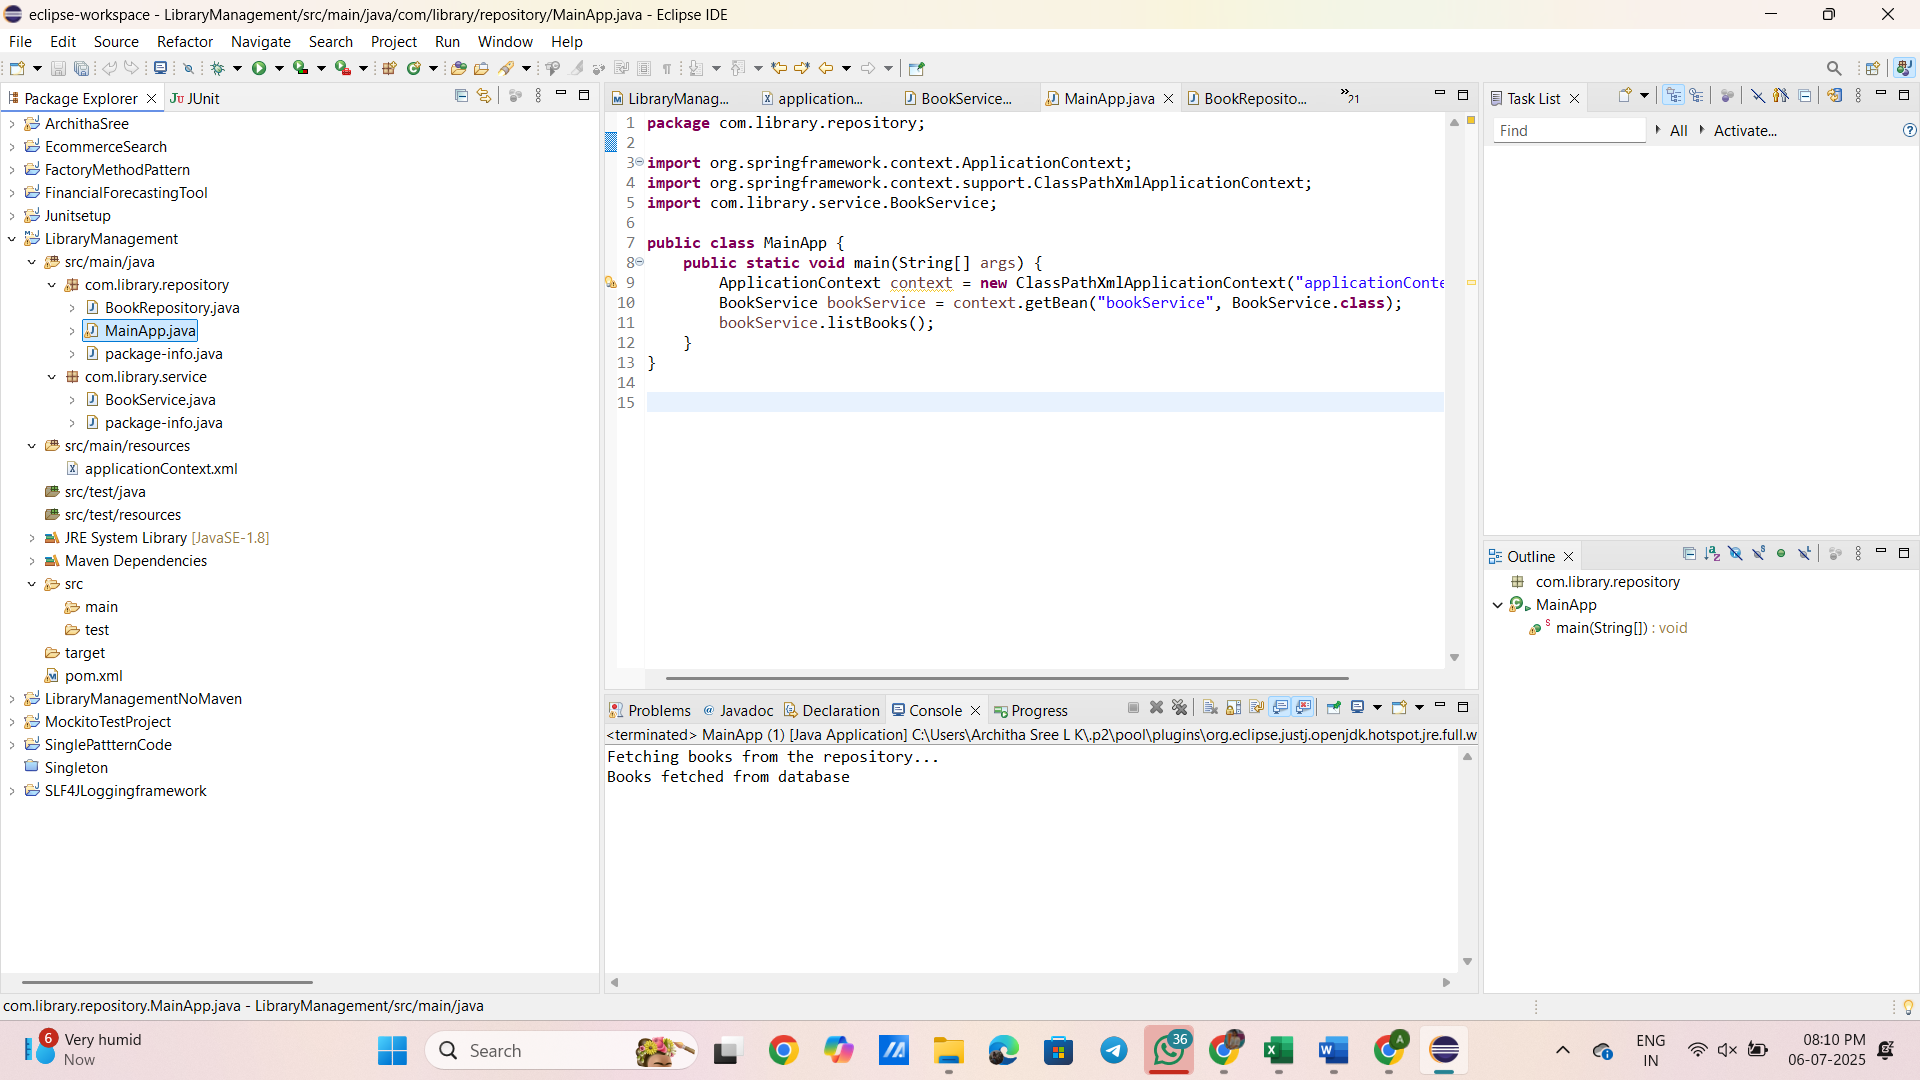 eclipse-workspace - LibraryManagement/src/main/java/com/library/repository/MainApp.java - Eclipse IDE
File Edit Source Refactor Navigate Search Project Run Window Help
Package Explorer JUnit
ArchithaSree
EcommerceSearch
FactoryMethodPattern
FinancialForecastingTool
Junitsetup
LibraryManagement
src/main/java
com.library.repository
BookRepository.java
MainApp.java
package-info.java
com.library.service
BookService.java
package-info.java
src/main/resources
applicationContext.xml
src/test/java
src/test/resources
JRE System Library [JavaSE-1.8]
Maven Dependencies
src
main
test
target
pom.xml
LibraryManagementNoMaven
MockitoTestProject
SinglePattternCode
Singleton
SLF4JLoggingframework
LibraryManag... application... BookService... MainApp.java BookReposito... »21
1 package com.library.repository;
2
3 import org.springframework.context.ApplicationContext;
4 import org.springframework.context.support.ClassPathXmlApplicationContext;
5 import com.library.service.BookService;
6
7 public class MainApp {
8 public static void main(String[] args) {
9 ApplicationContext context = new ClassPathXmlApplicationContext("applicationConte
10 BookService bookService = context.getBean("bookService", BookService.class);
11 bookService.listBooks();
12 }
13 }
14
15
Problems Javadoc Declaration Console Progress
<terminated> MainApp (1) [Java Application] C:\Users\Architha Sree L K\.p2\pool\plugins\org.eclipse.justj.openjdk.hotspot.jre.full.w
Fetching books from the repository...
Books fetched from database
Task List
Find All Activate...
Outline
com.library.repository
MainApp
main(String[]) : void
com.library.repository.MainApp.java - LibraryManagement/src/main/java
6 Very humid
Now
Search
36
A
ENG
IN
08:10 PM
06-07-2025